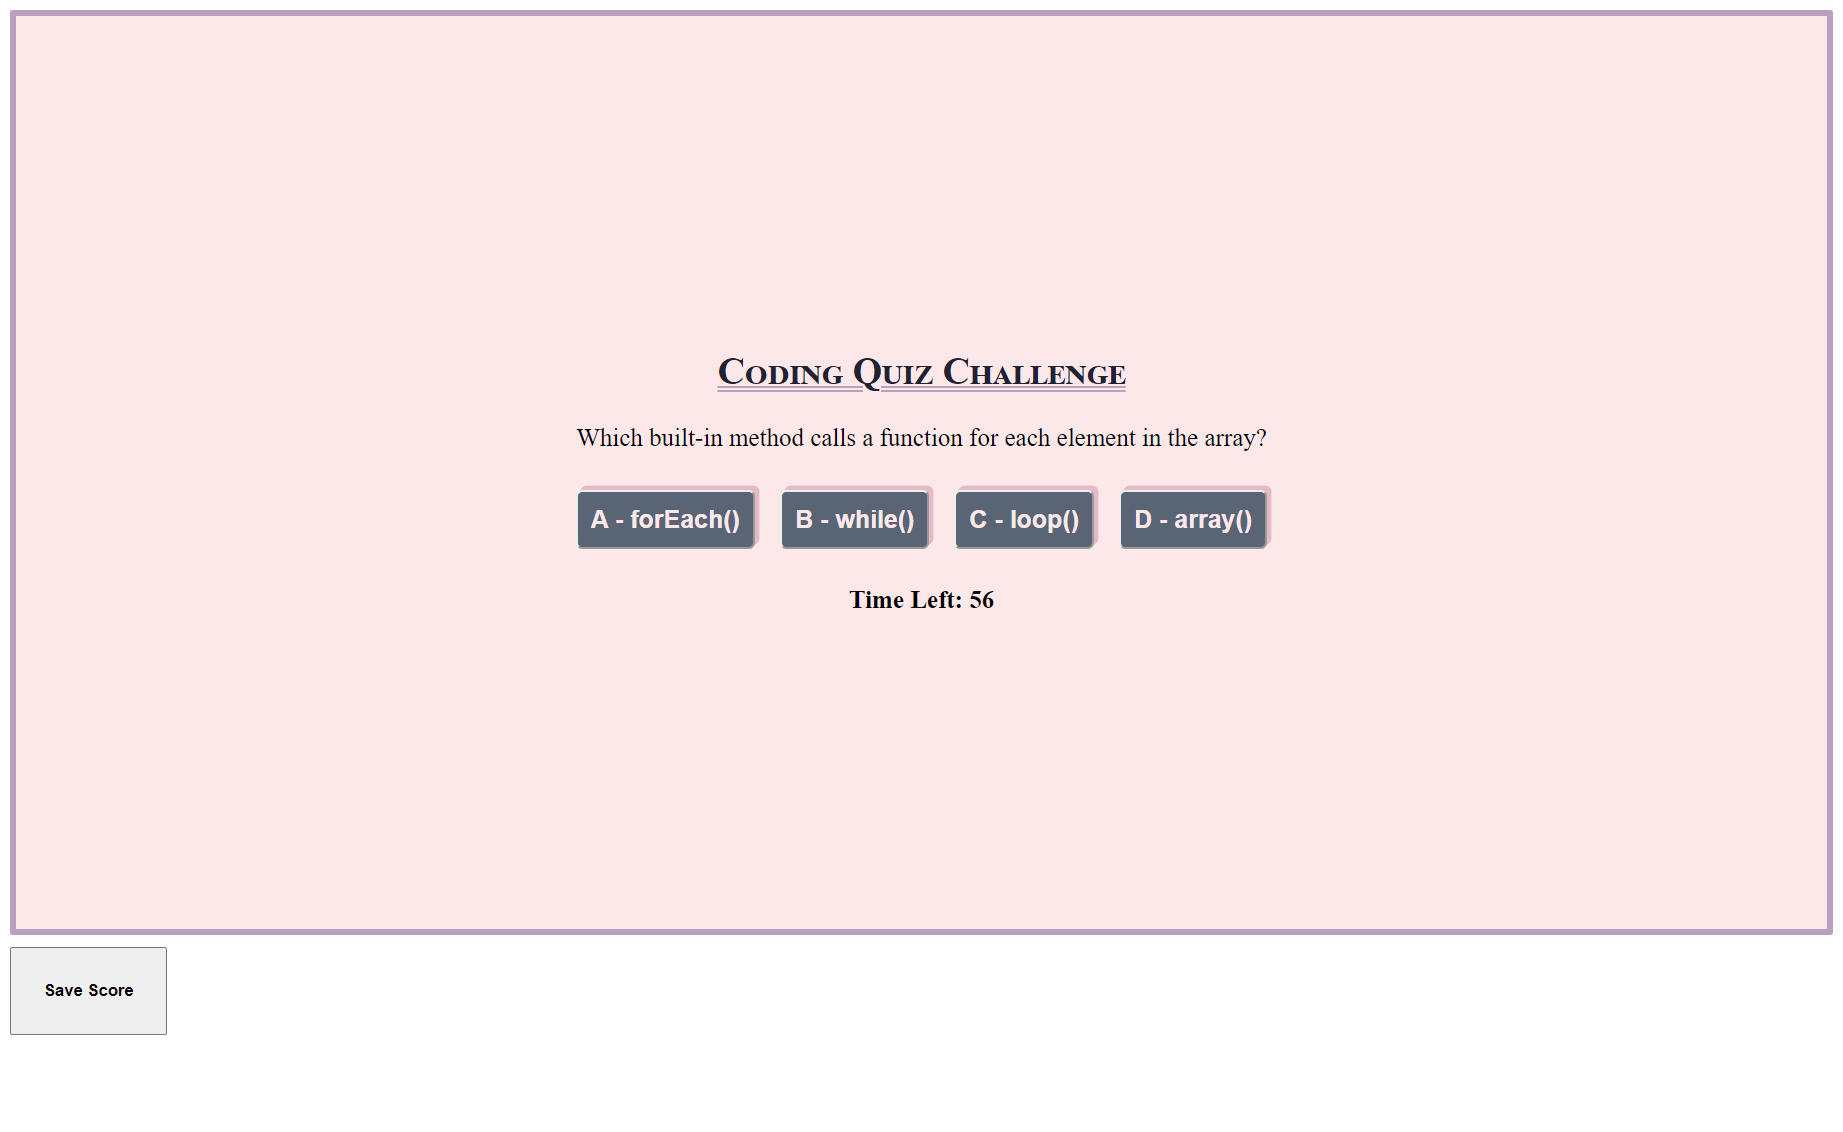 Coding Quiz Challenge
Which built-in method calls a function for each element in the array?
A - forEach() B - while() C - loop() D - array()
Time Left: 56
Save Score